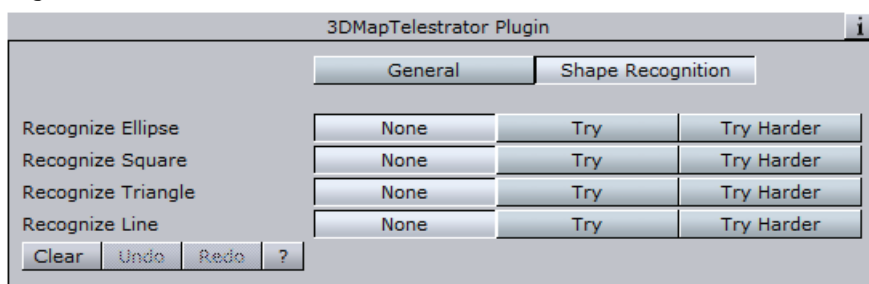 3DMapTelestrator Plugin i
General Shape Recognition
Recognize Ellipse None Try Try Harder
Recognize Square None Try Try Harder
Recognize Triangle None Try Try Harder
Recognize Line None Try Try Harder
Clear Undo Redo ?